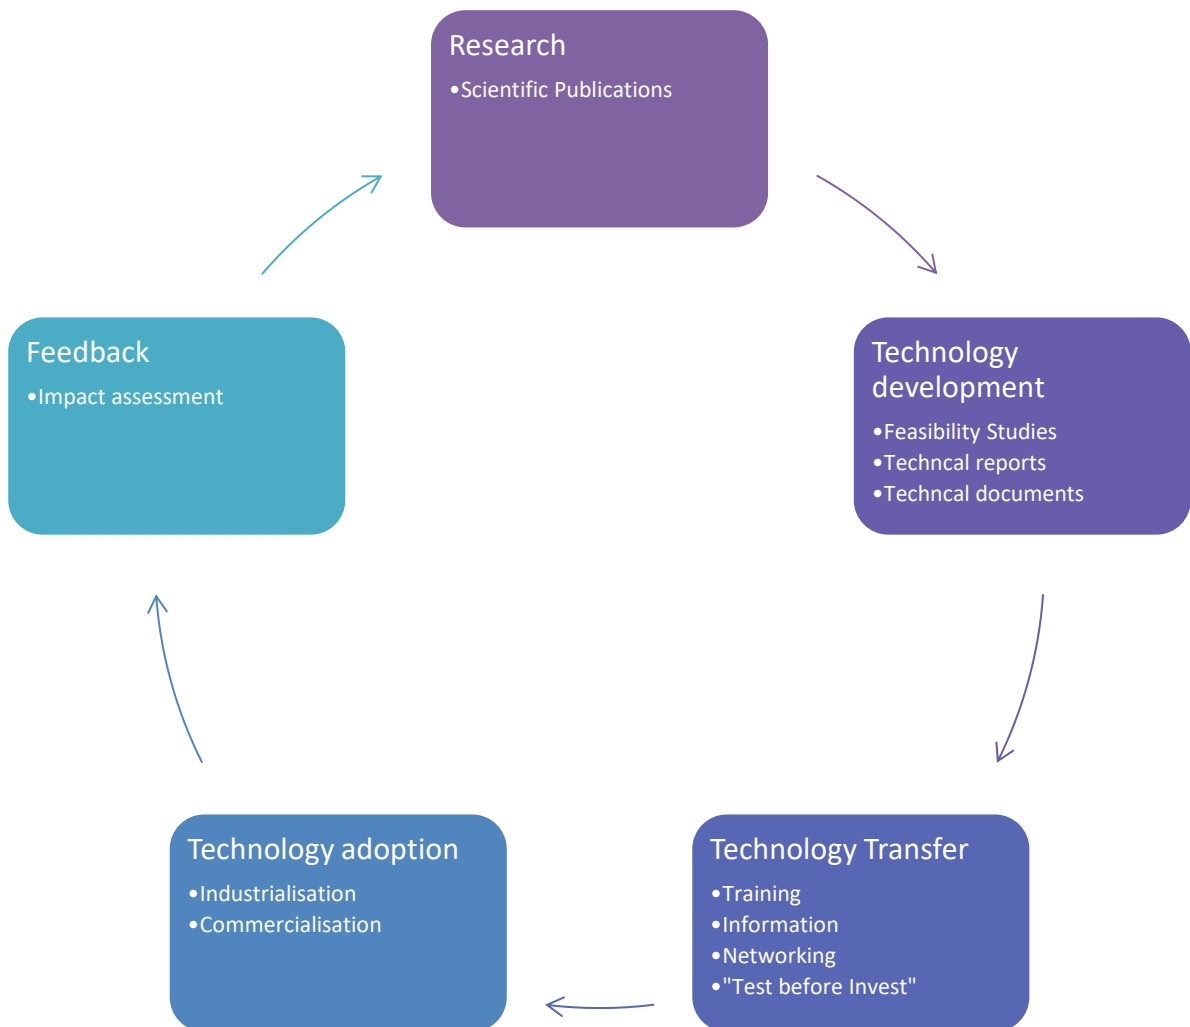 Research
•Scientific Publications
Technology
development
•Feasibility Studies
•Techncal reports
•Techncal documents
Technology Transfer
•Training
•Information
•Networking
•"Test before Invest"
Technology adoption
•Industrialisation
•Commercialisation
Feedback
•Impact assessment